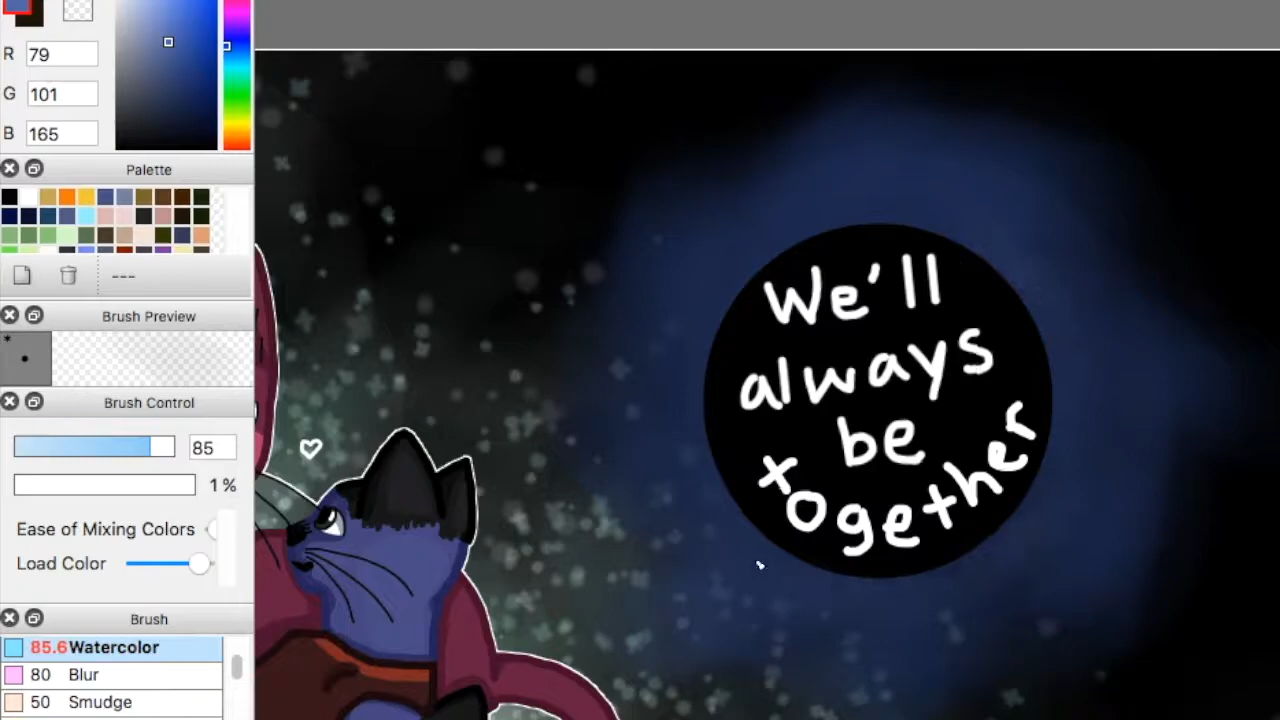 R 79
G 101
B 165
Palette
---
Brush Preview
*
Brush Control
85
1 %
Ease of Mixing Colors
Load Color
Brush
85.6 Watercolor
80 Blur
50 Smudge
We'll
always
be
together